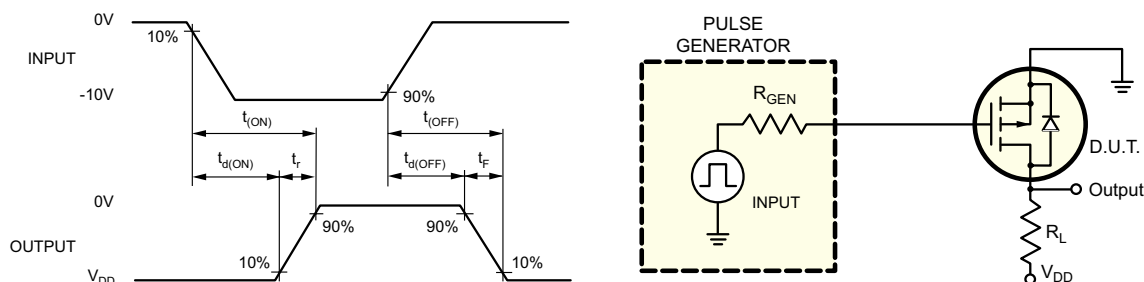 0V
10%
INPUT
-10V
90%
t(ON)
t(OFF)
td(ON)
tr
td(OFF)
tF
0V
90%
90%
OUTPUT
10%
10%
VDD
PULSE
GENERATOR
RGEN
INPUT
D.U.T.
Output
RL
VDD